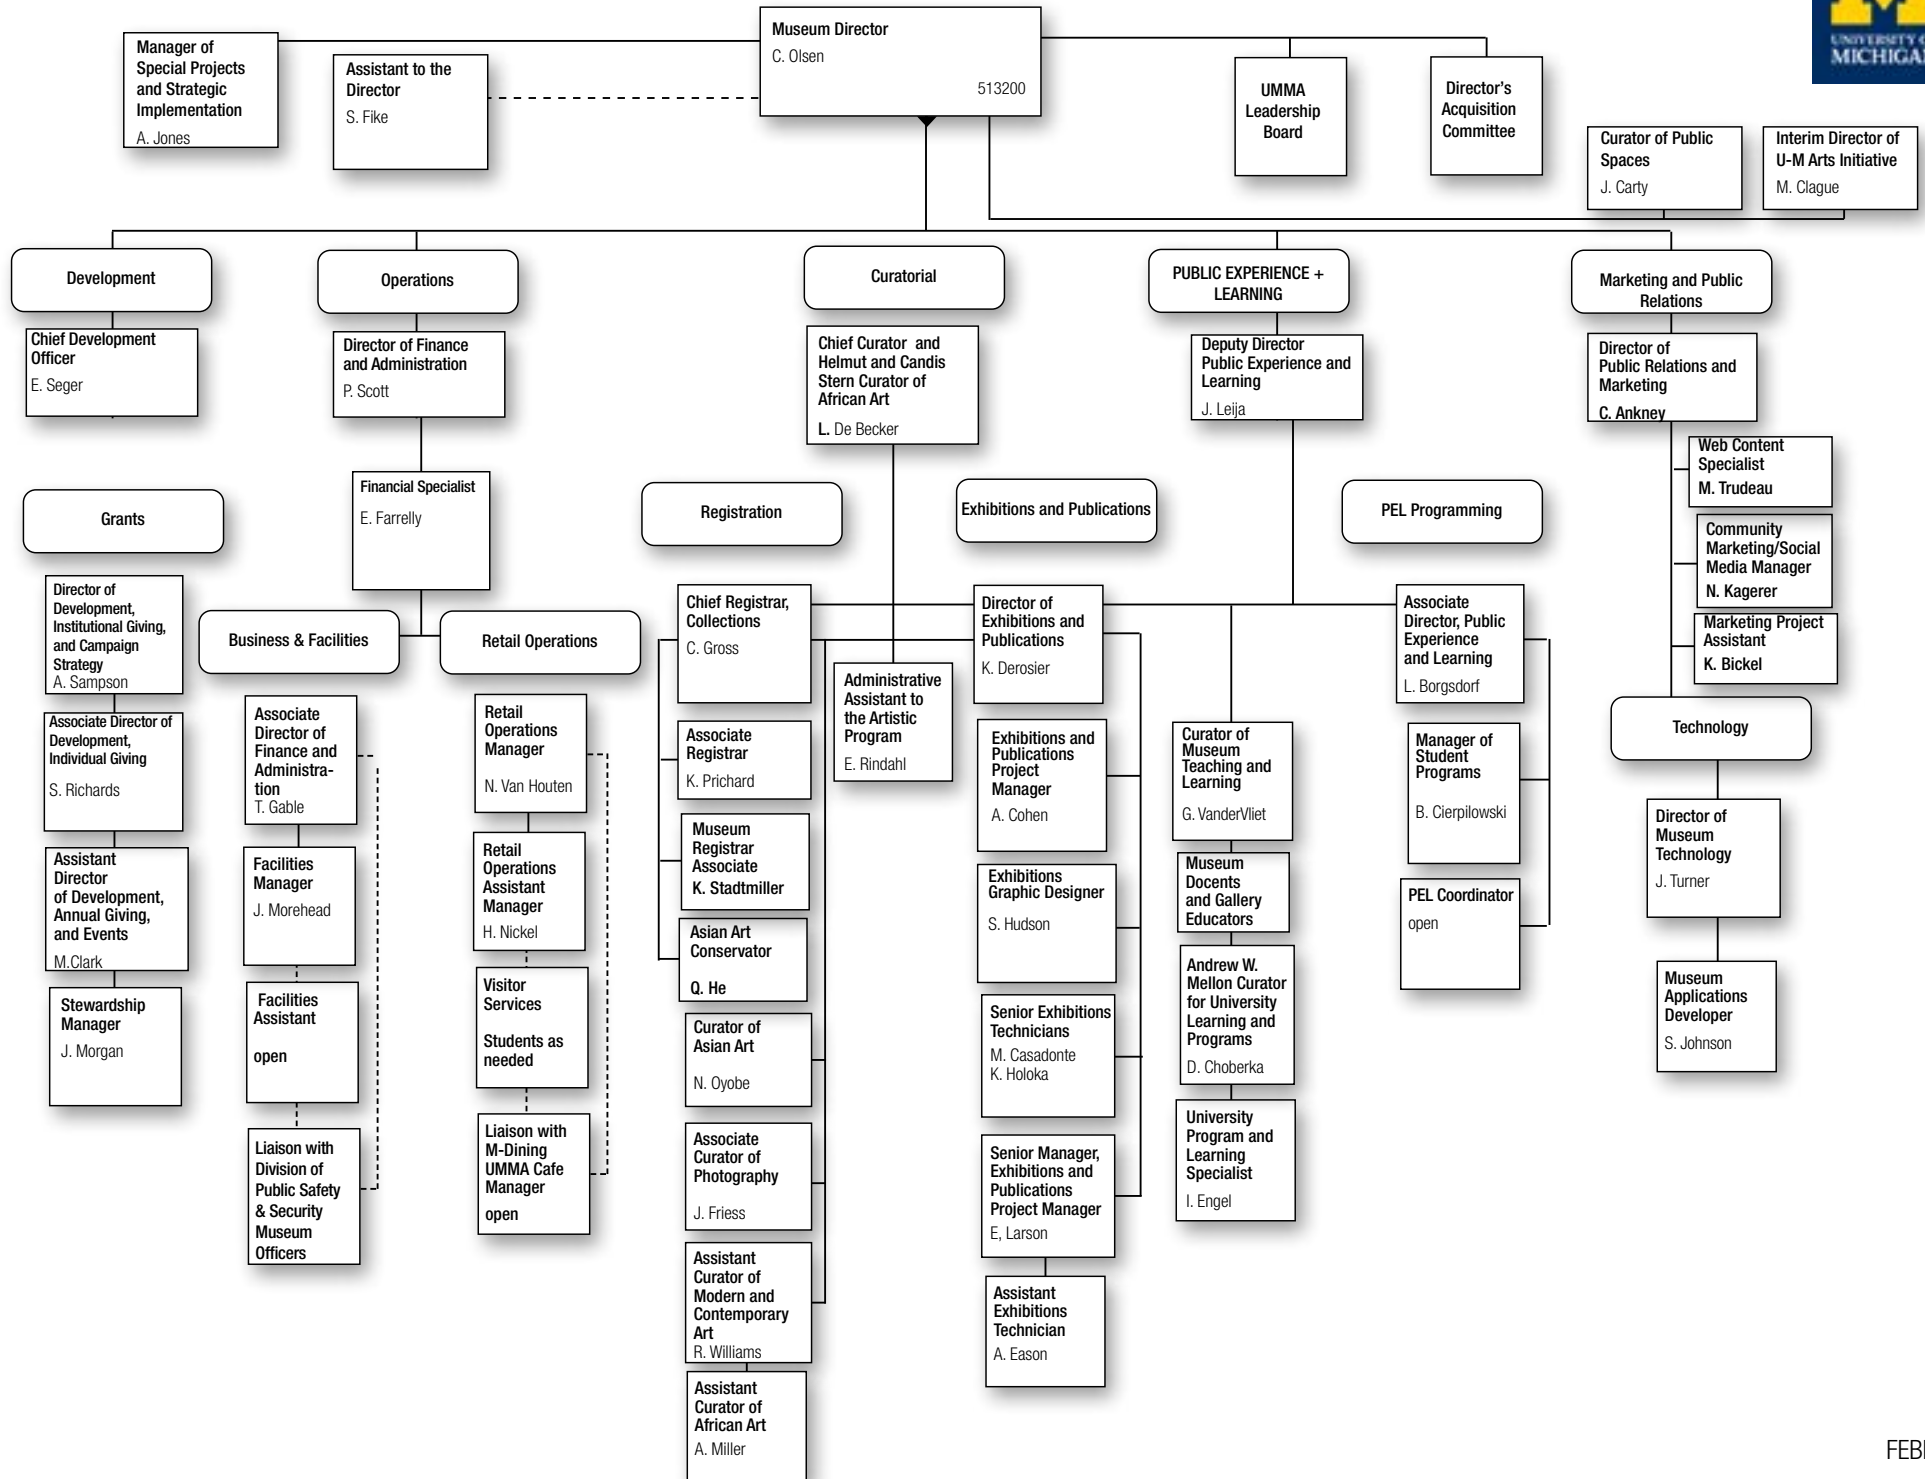 Museum Director
C. Olsen
513200
Manager of
Special Projects
and Strategic
Implementation
A. Jones
Assistant to the
Director
S. Fike
UMMA
Leadership
Board
Director’s
Acquisition
Committee
UNIVERSITY O
MICHIGAN
Curator of Public
Spaces
J. Carty
Interim Director of
U-M Arts Initiative
M. Clague
Development
Operations
Curatorial
PUBLIC EXPERIENCE +
LEARNING
Marketing and Public
Relations
Chief Development
Officer
E. Seger
Director of Finance
and Administration
P. Scott
Chief Curator and
Helmut and Candis
Stern Curator of
African Art
L. De Becker
Deputy Director
Public Experience and
Learning
J. Leija
Director of
Public Relations and
Marketing
C. Ankney
Web Content
Specialist
M. Trudeau
Community
Marketing/Social
Media Manager
N. Kagerer
Marketing Project
Assistant
K. Bickel
Financial Specialist
E. Farrelly
Grants
Registration
Exhibitions and Publications
PEL Programming
Director of
Development,
Institutional Giving,
and Campaign
Strategy
A. Sampson
Associate Director of
Development,
Individual Giving
S. Richards
Assistant
Director
of Development,
Annual Giving,
and Events
M.Clark
Stewardship
Manager
J. Morgan
Business & Facilities
Retail Operations
Associate
Director of
Finance and
Administra-
tion
T. Gable
Facilities
Manager
J. Morehead
Facilities
Assistant
open
Liaison with
Division of
Public Safety
& Security
Museum
Officers
Retail
Operations
Manager
N. Van Houten
Retail
Operations
Assistant
Manager
H. Nickel
Visitor
Services
Students as
needed
Liaison with
M-Dining
UMMA Cafe
Manager
open
Chief Registrar,
Collections
C. Gross
Associate
Registrar
K. Prichard
Museum
Registrar
Associate
K. Stadtmiller
Asian Art
Conservator
Q. He
Curator of
Asian Art
N. Oyobe
Associate
Curator of
Photography
J. Friess
Assistant
Curator of
Modern and
Contemporary
Art
R. Williams
Assistant
Curator of
African Art
A. Miller
Administrative
Assistant to
the Artistic
Program
E. Rindahl
Director of
Exhibitions and
Publications
K. Derosier
Exhibitions and
Publications
Project
Manager
A. Cohen
Exhibitions
Graphic Designer
S. Hudson
Senior Exhibitions
Technicians
M. Casadonte
K. Holoka
Senior Manager,
Exhibitions and
Publications
Project Manager
E, Larson
Assistant
Exhibitions
Technician
A. Eason
Curator of
Museum
Teaching and
Learning
G. VanderVliet
Museum
Docents
and Gallery
Educators
Andrew W.
Mellon Curator
for University
Learning and
Programs
D. Choberka
University
Program and
Learning
Specialist
I. Engel
Associate
Director, Public
Experience
and Learning
L. Borgsdorf
Manager of
Student
Programs
B. Cierpilowski
PEL Coordinator
open
Technology
Director of
Museum
Technology
J. Turner
Museum
Applications
Developer
S. Johnson
FEB